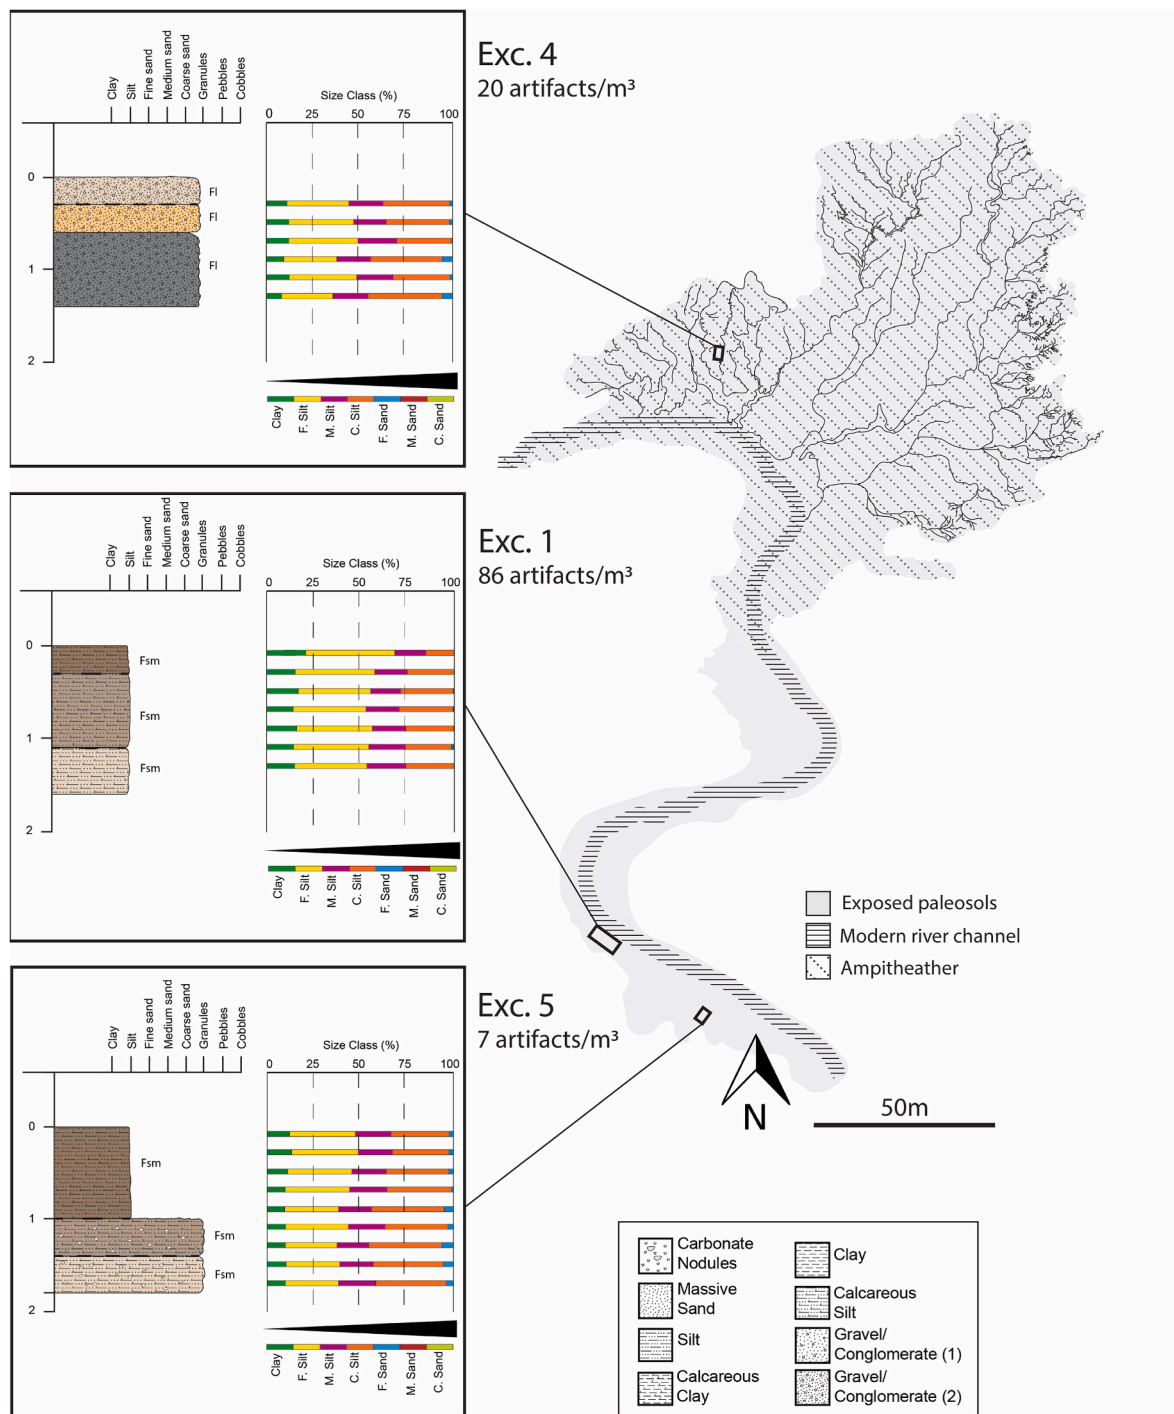 Exc. 4
20 artifacts/m³
Clay
Silt
Fine sand
Medium sand
Coarse sand
Granules
Pebbles
Cobbles
Size Class (%)
0 25 50 75 100
0
1
2
Fl
Fl
Fl
Clay
F. Silt
M. Silt
C. Silt
F. Sand
M. Sand
C. Sand
Exc. 1
86 artifacts/m³
Clay
Silt
Fine sand
Medium sand
Coarse sand
Granules
Pebbles
Cobbles
Size Class (%)
0 25 50 75 100
0
1
2
Fsm
Fsm
Fsm
Clay
F. Silt
M. Silt
C. Silt
F. Sand
M. Sand
C. Sand
Exposed paleosols
Modern river channel
Ampitheather
Exc. 5
7 artifacts/m³
Clay
Silt
Fine sand
Medium sand
Coarse sand
Granules
Pebbles
Cobbles
Size Class (%)
0 25 50 75 100
0
1
2
Fsm
Fsm
Fsm
Clay
F. Silt
M. Silt
C. Silt
F. Sand
M. Sand
C. Sand
N
50m
Carbonate
Nodules
Massive
Sand
Silt
Calcareous
Clay
Clay
Calcareous
Silt
Gravel/
Conglomerate (1)
Gravel/
Conglomerate (2)